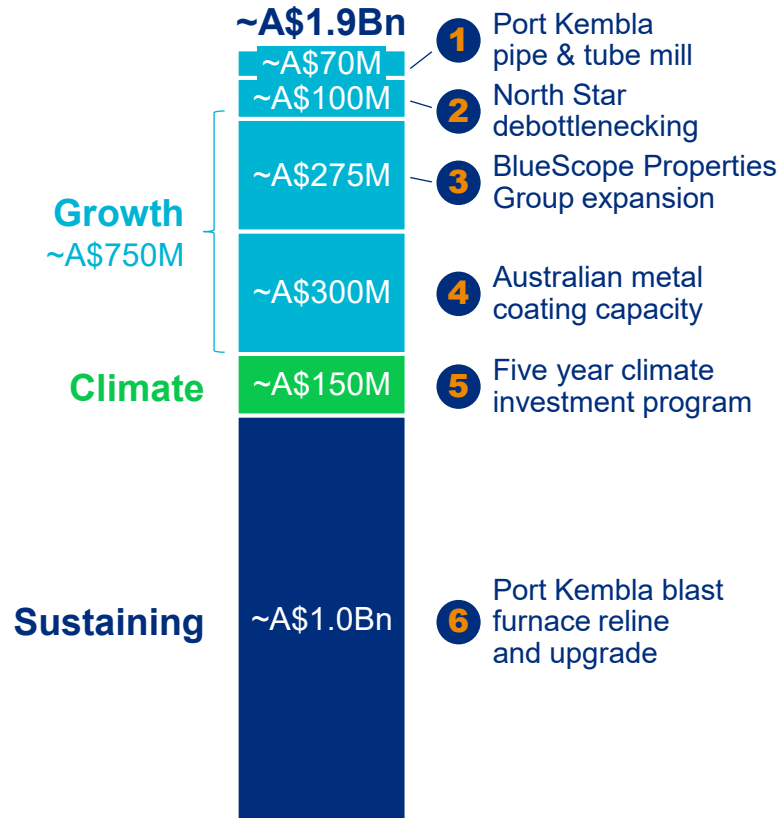 ~A$1.9Bn
~A$70M
1
Port Kembla
pipe & tube mill
~A$100M
2
North Star
debottlenecking
~A$275M
3
BlueScope Properties
Group expansion
Growth
~A$750M
~A$300M
4
Australian metal
coating capacity
Climate
~A$150M
5
Five year climate
investment program
Sustaining
~A$1.0Bn
6
Port Kembla blast
furnace reline
and upgrade